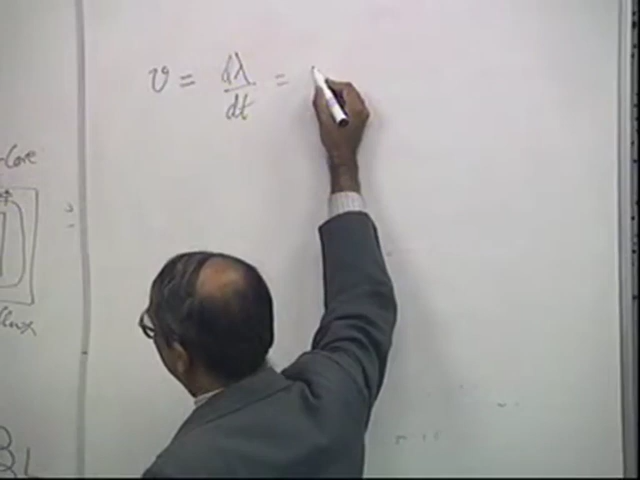 v = dλ/dt =
Core
flux